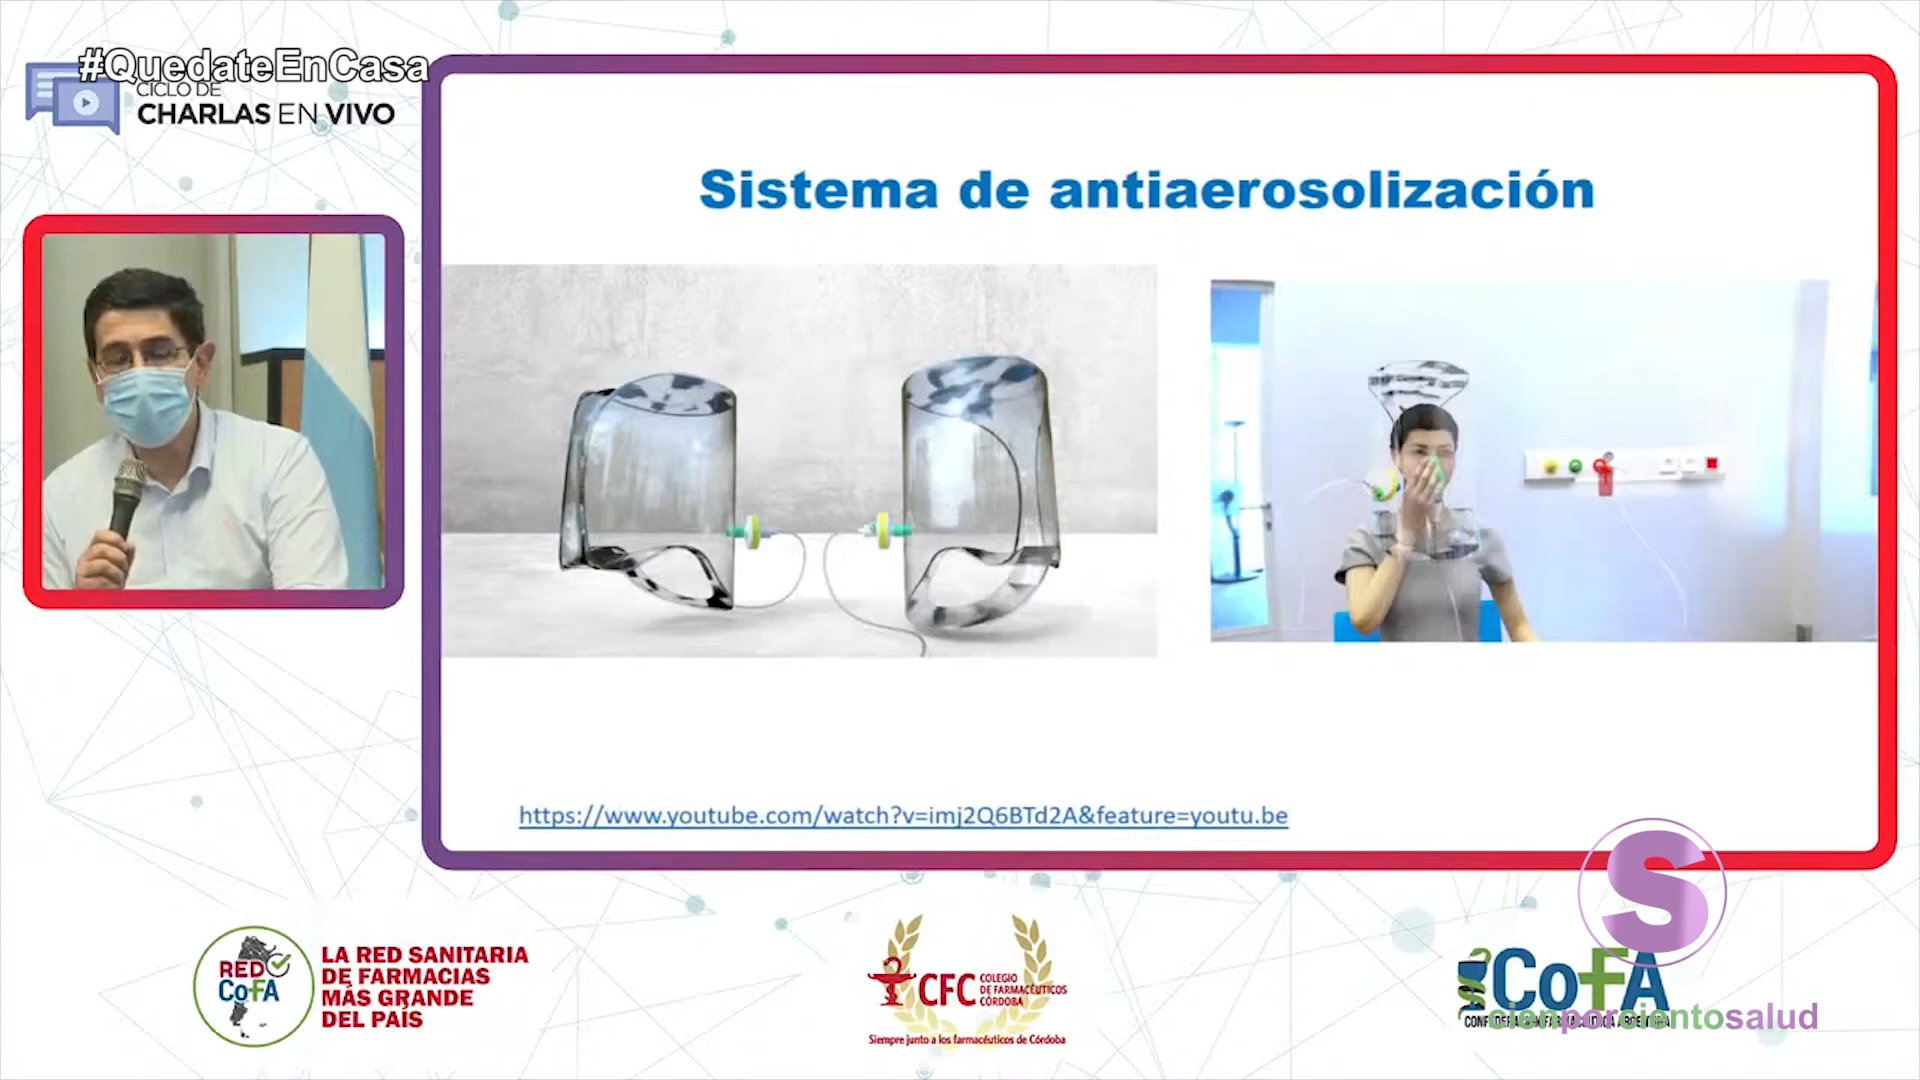 #QuedateEnCasa
CICLO DE
CHARLAS EN VIVO
Sistema de antiaerosolización
https://www.youtube.com/watch?v=imj2Q6BTd2A&feature=youtu.be
RED
CoFA
LA RED SANITARIA
DE FARMACIAS
MÁS GRANDE
DEL PAÍS
CFC
COLEGIO
DE FARMACÉUTICOS
CÓRDOBA
Siempre junto a los farmacéuticos de Córdoba
S
CoFA
cienporcientosalud